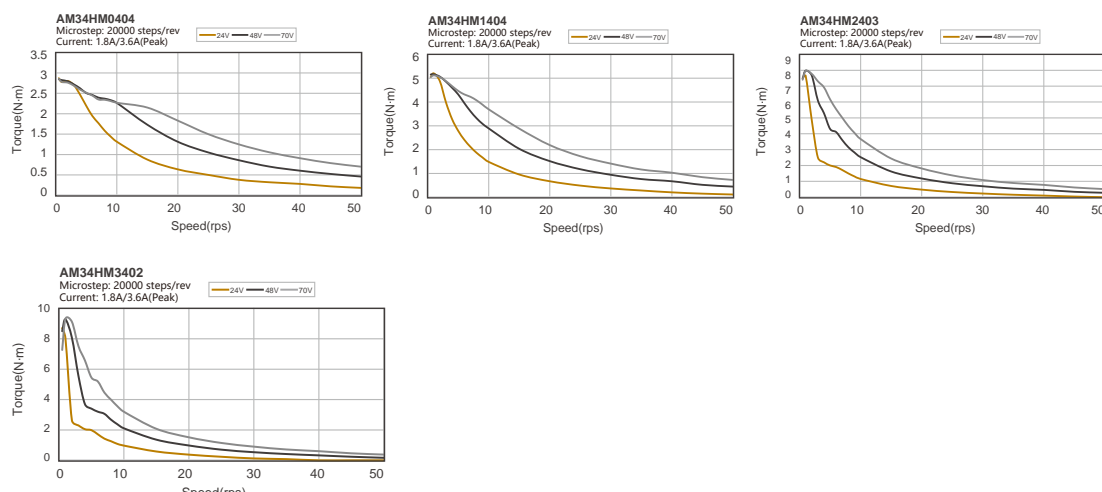 AM34HM0404
Microstep: 20000 steps/rev
Current: 1.8A/3.6A(Peak)
24V 48V 70V
Torque(N·m)
3.5
3
2.5
2
1.5
1
0.5
0
0 10 20 30 40 50
Speed(rps)
AM34HM1404
Microstep: 20000 steps/rev
Current: 1.8A/3.6A(Peak)
24V 48V 70V
Torque(N·m)
6
5
4
3
2
1
0
0 10 20 30 40 50
Speed(rps)
AM34HM2403
Microstep: 20000 steps/rev
Current: 1.8A/3.6A(Peak)
24V 48V 70V
Torque(N·m)
9
8
7
6
5
4
3
2
1
0
0 10 20 30 40 50
Speed(rps)
AM34HM3402
Microstep: 20000 steps/rev
Current: 1.8A/3.6A(Peak)
24V 48V 70V
Torque(N·m)
10
8
6
4
2
0
0 10 20 30 40 50
Speed(rps)